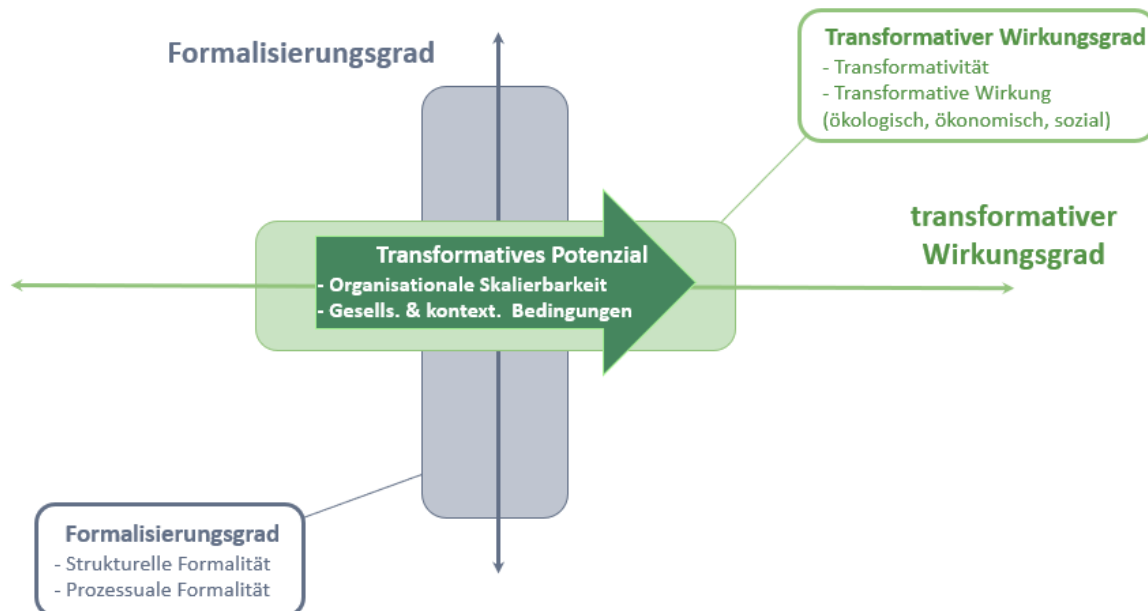 Formalisierungsgrad
Transformativer Wirkungsgrad
- Transformativität
- Transformative Wirkung
(ökologisch, ökonomisch, sozial)
transformativer
Wirkungsgrad
Transformatives Potenzial
- Organisationale Skalierbarkeit
- Gesells. & kontext. Bedingungen
Formalisierungsgrad
- Strukturelle Formalität
- Prozessuale Formalität